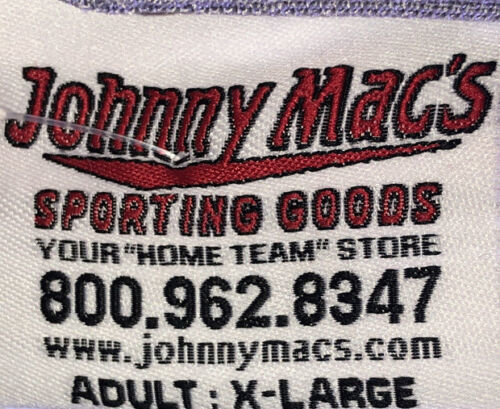 Johnny Mac's
SPORTING GOODS
YOUR "HOME TEAM" STORE
800.962.8347
www.johnnymacs.com
ADULT : X-LARGE